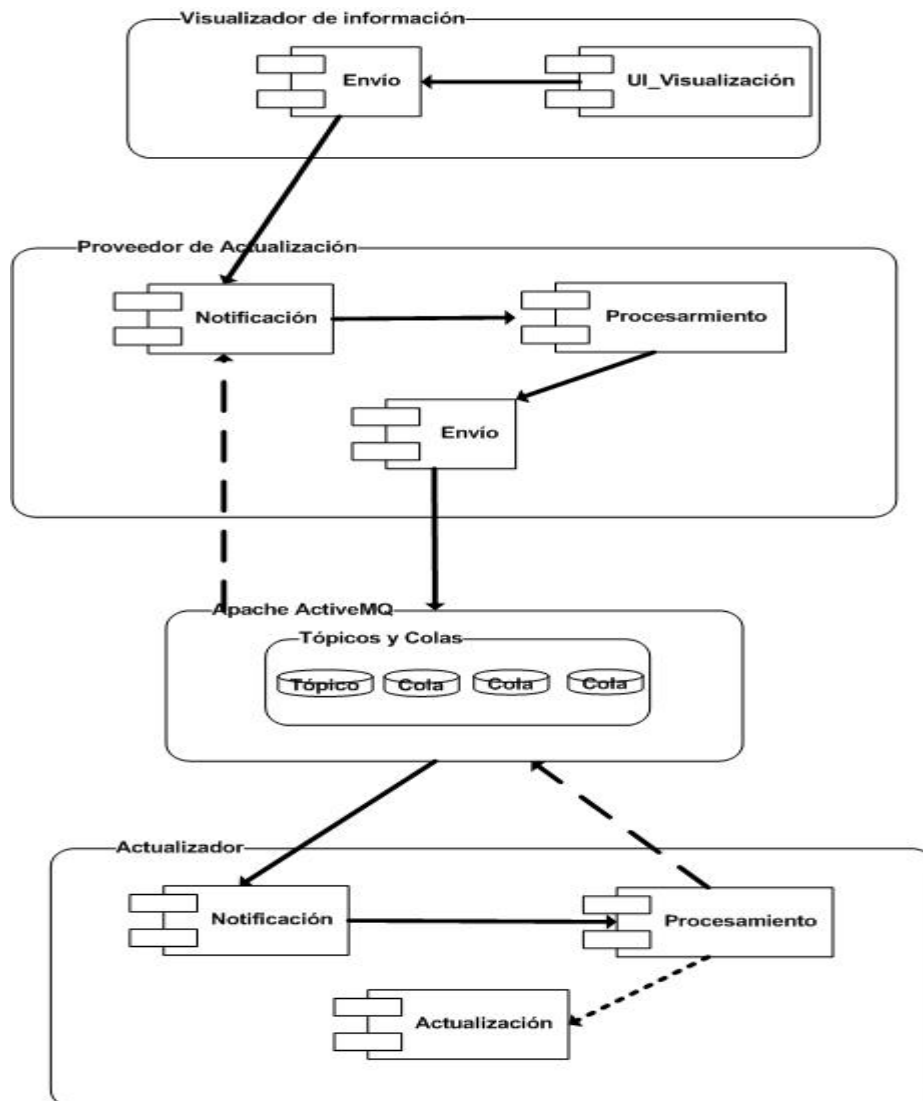 Visualizador de información
Envío
UI_Visualización
Proveedor de Actualización
Notificación
Procesarmiento
Envío
Apache ActiveMQ
Tópicos y Colas
Tópico
Cola
Cola
Cola
Actualizador
Notificación
Procesamiento
Actualización